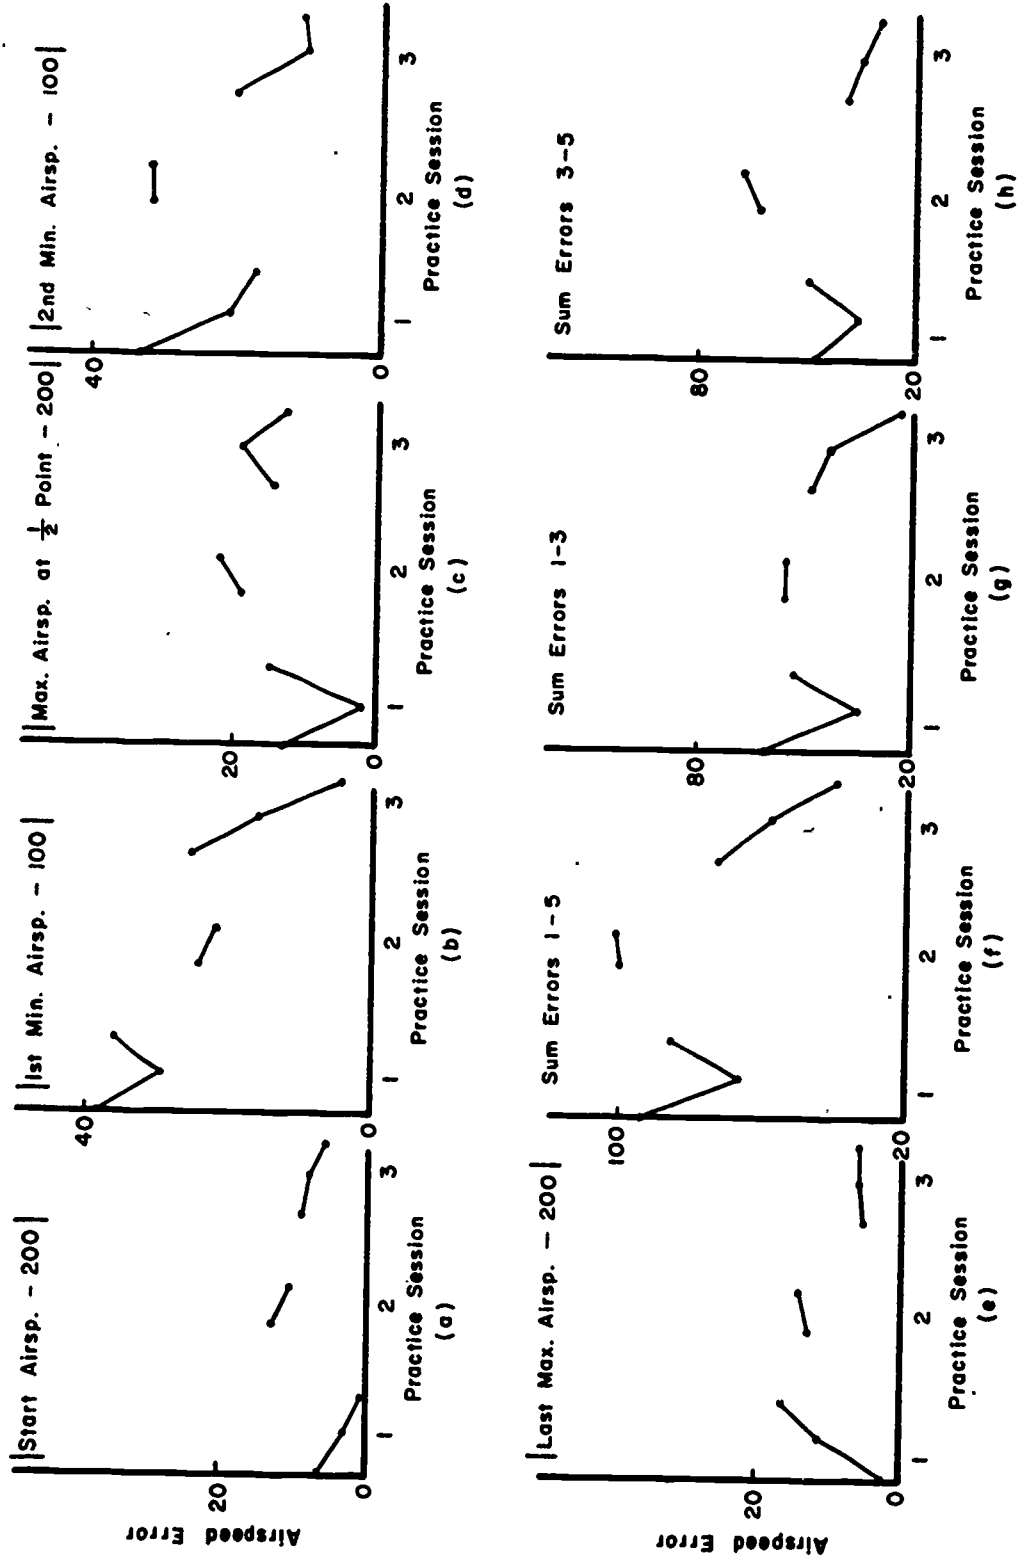 |Start Airsp. - 200|
Airspeed Error
20
0
1
2
3
Practice Session
(a)
|1st Min. Airsp. - 100|
40
0
1
2
3
Practice Session
(b)
|Max. Airsp. at 1/2 Point - 200|
20
0
1
2
3
Practice Session
(c)
|2nd Min. Airsp. - 100|
40
0
1
2
3
Practice Session
(d)
|Last Max. Airsp. - 200|
Airspeed Error
20
0
1
2
3
Practice Session
(e)
Sum Errors 1-5
100
20
1
2
3
Practice Session
(f)
Sum Errors 1-3
80
20
1
2
3
Practice Session
(g)
Sum Errors 3-5
80
20
1
2
3
Practice Session
(h)